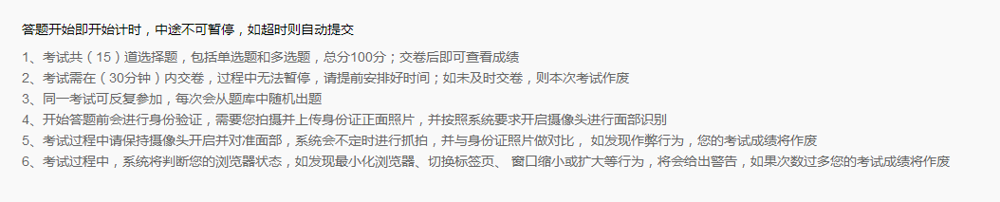 答题开始即开始计时，中途不可暂停，如超时则自动提交
1、考试共（15）道选择题，包括单选题和多选题，总分100分；交卷后即可查看成绩
2、考试需在（30分钟）内交卷，过程中无法暂停，请提前安排好时间；如未及时交卷，则本次考试作废
3、同一考试可反复参加，每次会从题库中随机出题
4、开始答题前会进行身份验证，需要您拍摄并上传身份证正面照片，并按照系统要求开启摄像头进行面部识别
5、考试过程中请保持摄像头开启并对准面部，系统会不定时进行抓拍，并与身份证照片做对比， 如发现作弊行为，您的考试成绩将作废
6、考试过程中，系统将判断您的浏览器状态，如发现最小化浏览器、切换标签页、 窗口缩小或扩大等行为，将会给出警告，如果次数过多您的考试成绩将作废